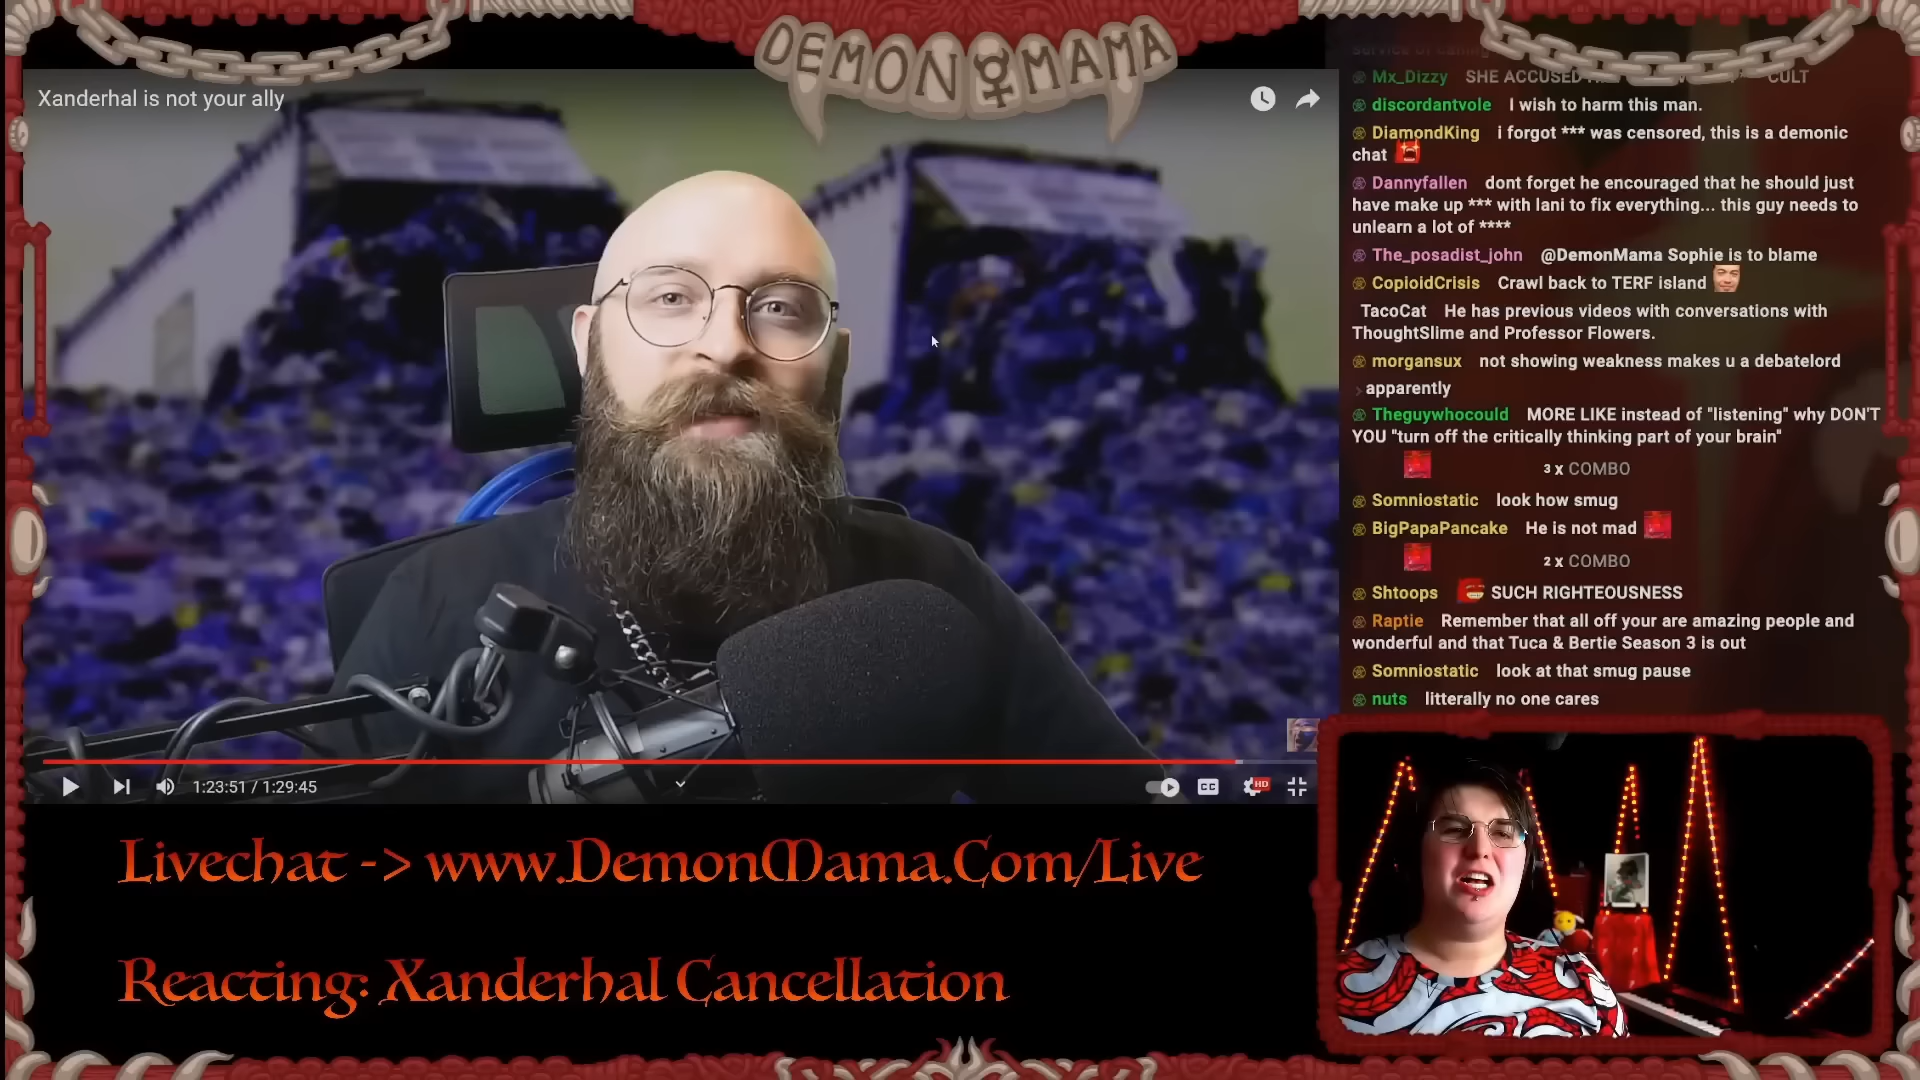 DEMON MAMA
Xanderhal is not your ally
Mx_Dizzy SHE ACCUSED CULT
discordantvole I wish to harm this man.
DiamondKing i forgot *** was censored, this is a demonic
chat
Dannyfallen dont forget he encouraged that he should just
have make up *** with lani to fix everything... this guy needs to
unlearn a lot of ****
The_posadist_john @DemonMama Sophie is to blame
CopioidCrisis Crawl back to TERF island
TacoCat He has previous videos with conversations with
ThoughtSlime and Professor Flowers.
morgansux not showing weakness makes u a debatelord
> apparently
Theguywhocould MORE LIKE instead of "listening" why DON'T
YOU "turn off the critically thinking part of your brain"
3 x COMBO
Somniostatic look how smug
BigPapaPancake He is not mad
2 x COMBO
Shtoops SUCH RIGHTEOUSNESS
Raptie Remember that all off your are amazing people and
wonderful and that Tuca & Bertie Season 3 is out
Somniostatic look at that smug pause
nuts litterally no one cares
1:23:51 / 1:29:45
CC
HD
Livechat -> www.DemonMama.Com/Live
Reacting: Xanderhal Cancellation